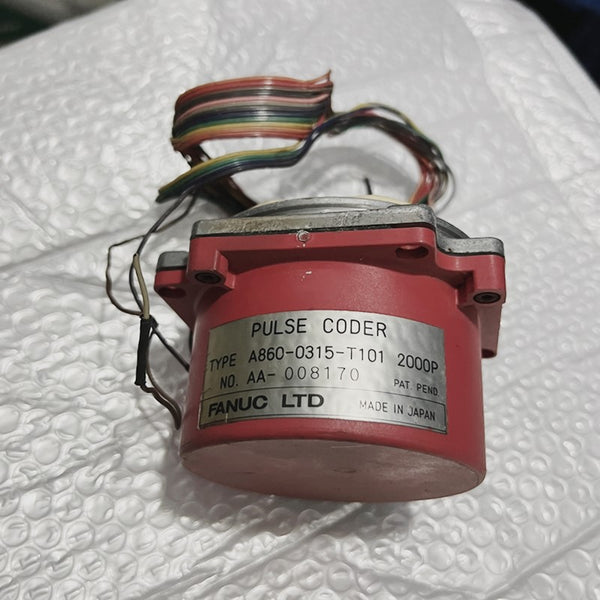 PULSE CODER
TYPE A860-0315-T101 2000P
NO. AA- 008170 PAT. PEND.
FANUC LTD MADE IN JAPAN